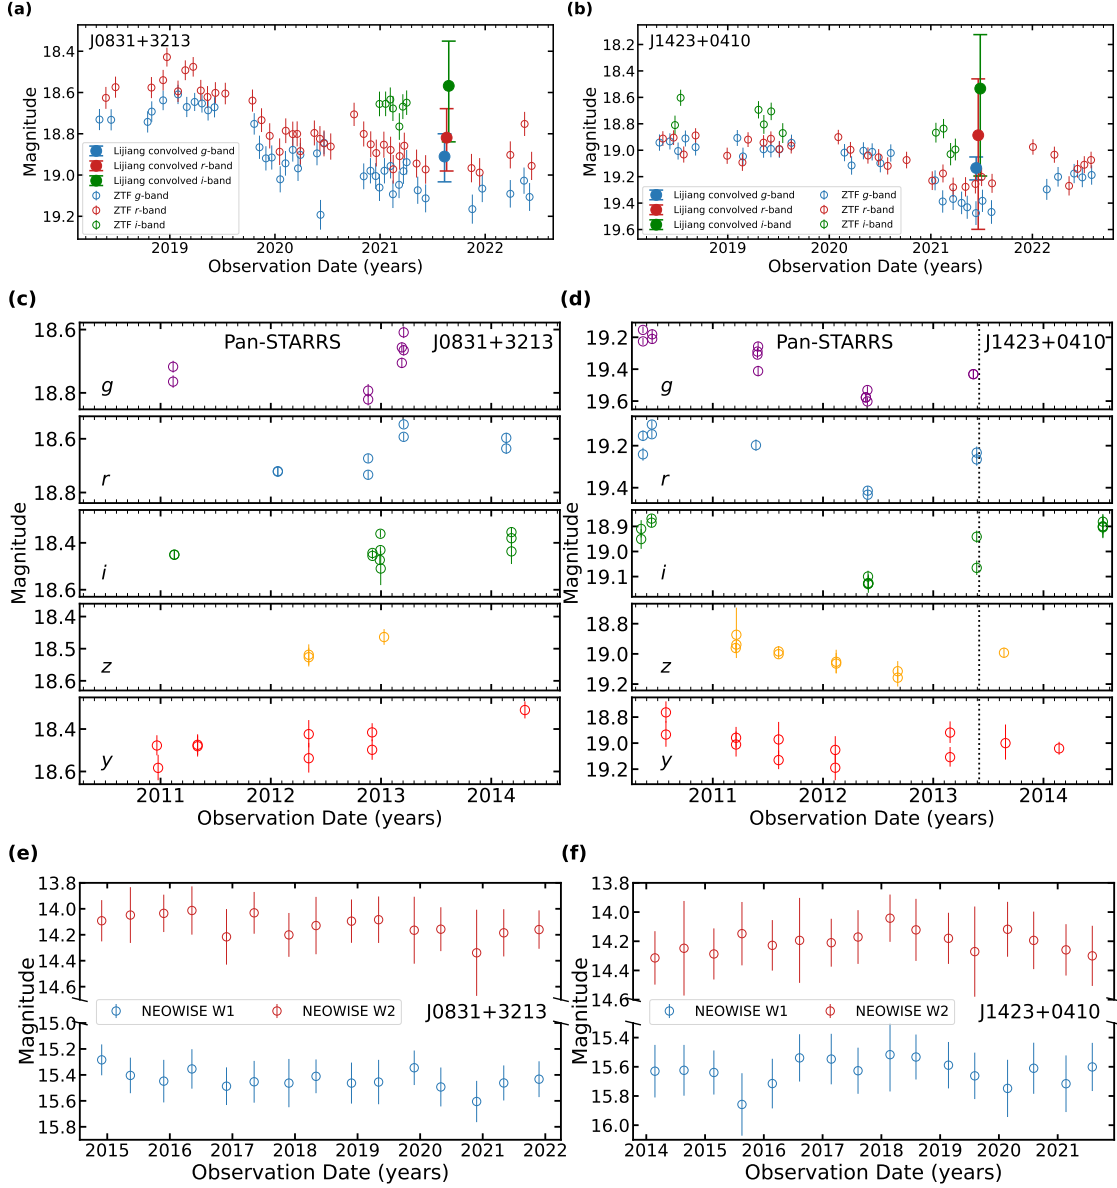 (a)
J0831+3213
18.4
18.6
18.8
19.0
19.2
Magnitude
Lijiang convolved g-band
Lijiang convolved r-band
Lijiang convolved i-band
ZTF g-band
ZTF r-band
ZTF i-band
2019
2020
2021
2022
Observation Date (years)
(b)
J1423+0410
18.2
18.4
18.6
18.8
19.0
19.2
19.4
19.6
Magnitude
Lijiang convolved g-band
Lijiang convolved r-band
Lijiang convolved i-band
ZTF g-band
ZTF r-band
ZTF i-band
2019
2020
2021
2022
Observation Date (years)
(c)
Pan-STARRS
J0831+3213
18.6
18.8
g
18.6
18.8
r
18.4
18.6
i
18.4
18.5
18.6
z
18.4
18.6
y
Magnitude
2011
2012
2013
2014
Observation Date (years)
(d)
Pan-STARRS
J1423+0410
19.2
19.4
19.6
g
19.2
19.4
r
18.9
19.0
19.1
i
18.8
19.0
19.2
z
18.8
19.0
19.2
y
Magnitude
2011
2012
2013
2014
Observation Date (years)
(e)
13.8
14.0
14.2
14.4
14.6
NEOWISE W1
NEOWISE W2
J0831+3213
15.0
15.2
15.4
15.6
15.8
Magnitude
2015
2016
2017
2018
2019
2020
2021
2022
Observation Date (years)
(f)
13.8
14.0
14.2
14.4
14.6
NEOWISE W1
NEOWISE W2
J1423+0410
15.4
15.6
15.8
16.0
Magnitude
2014
2015
2016
2017
2018
2019
2020
2021
Observation Date (years)